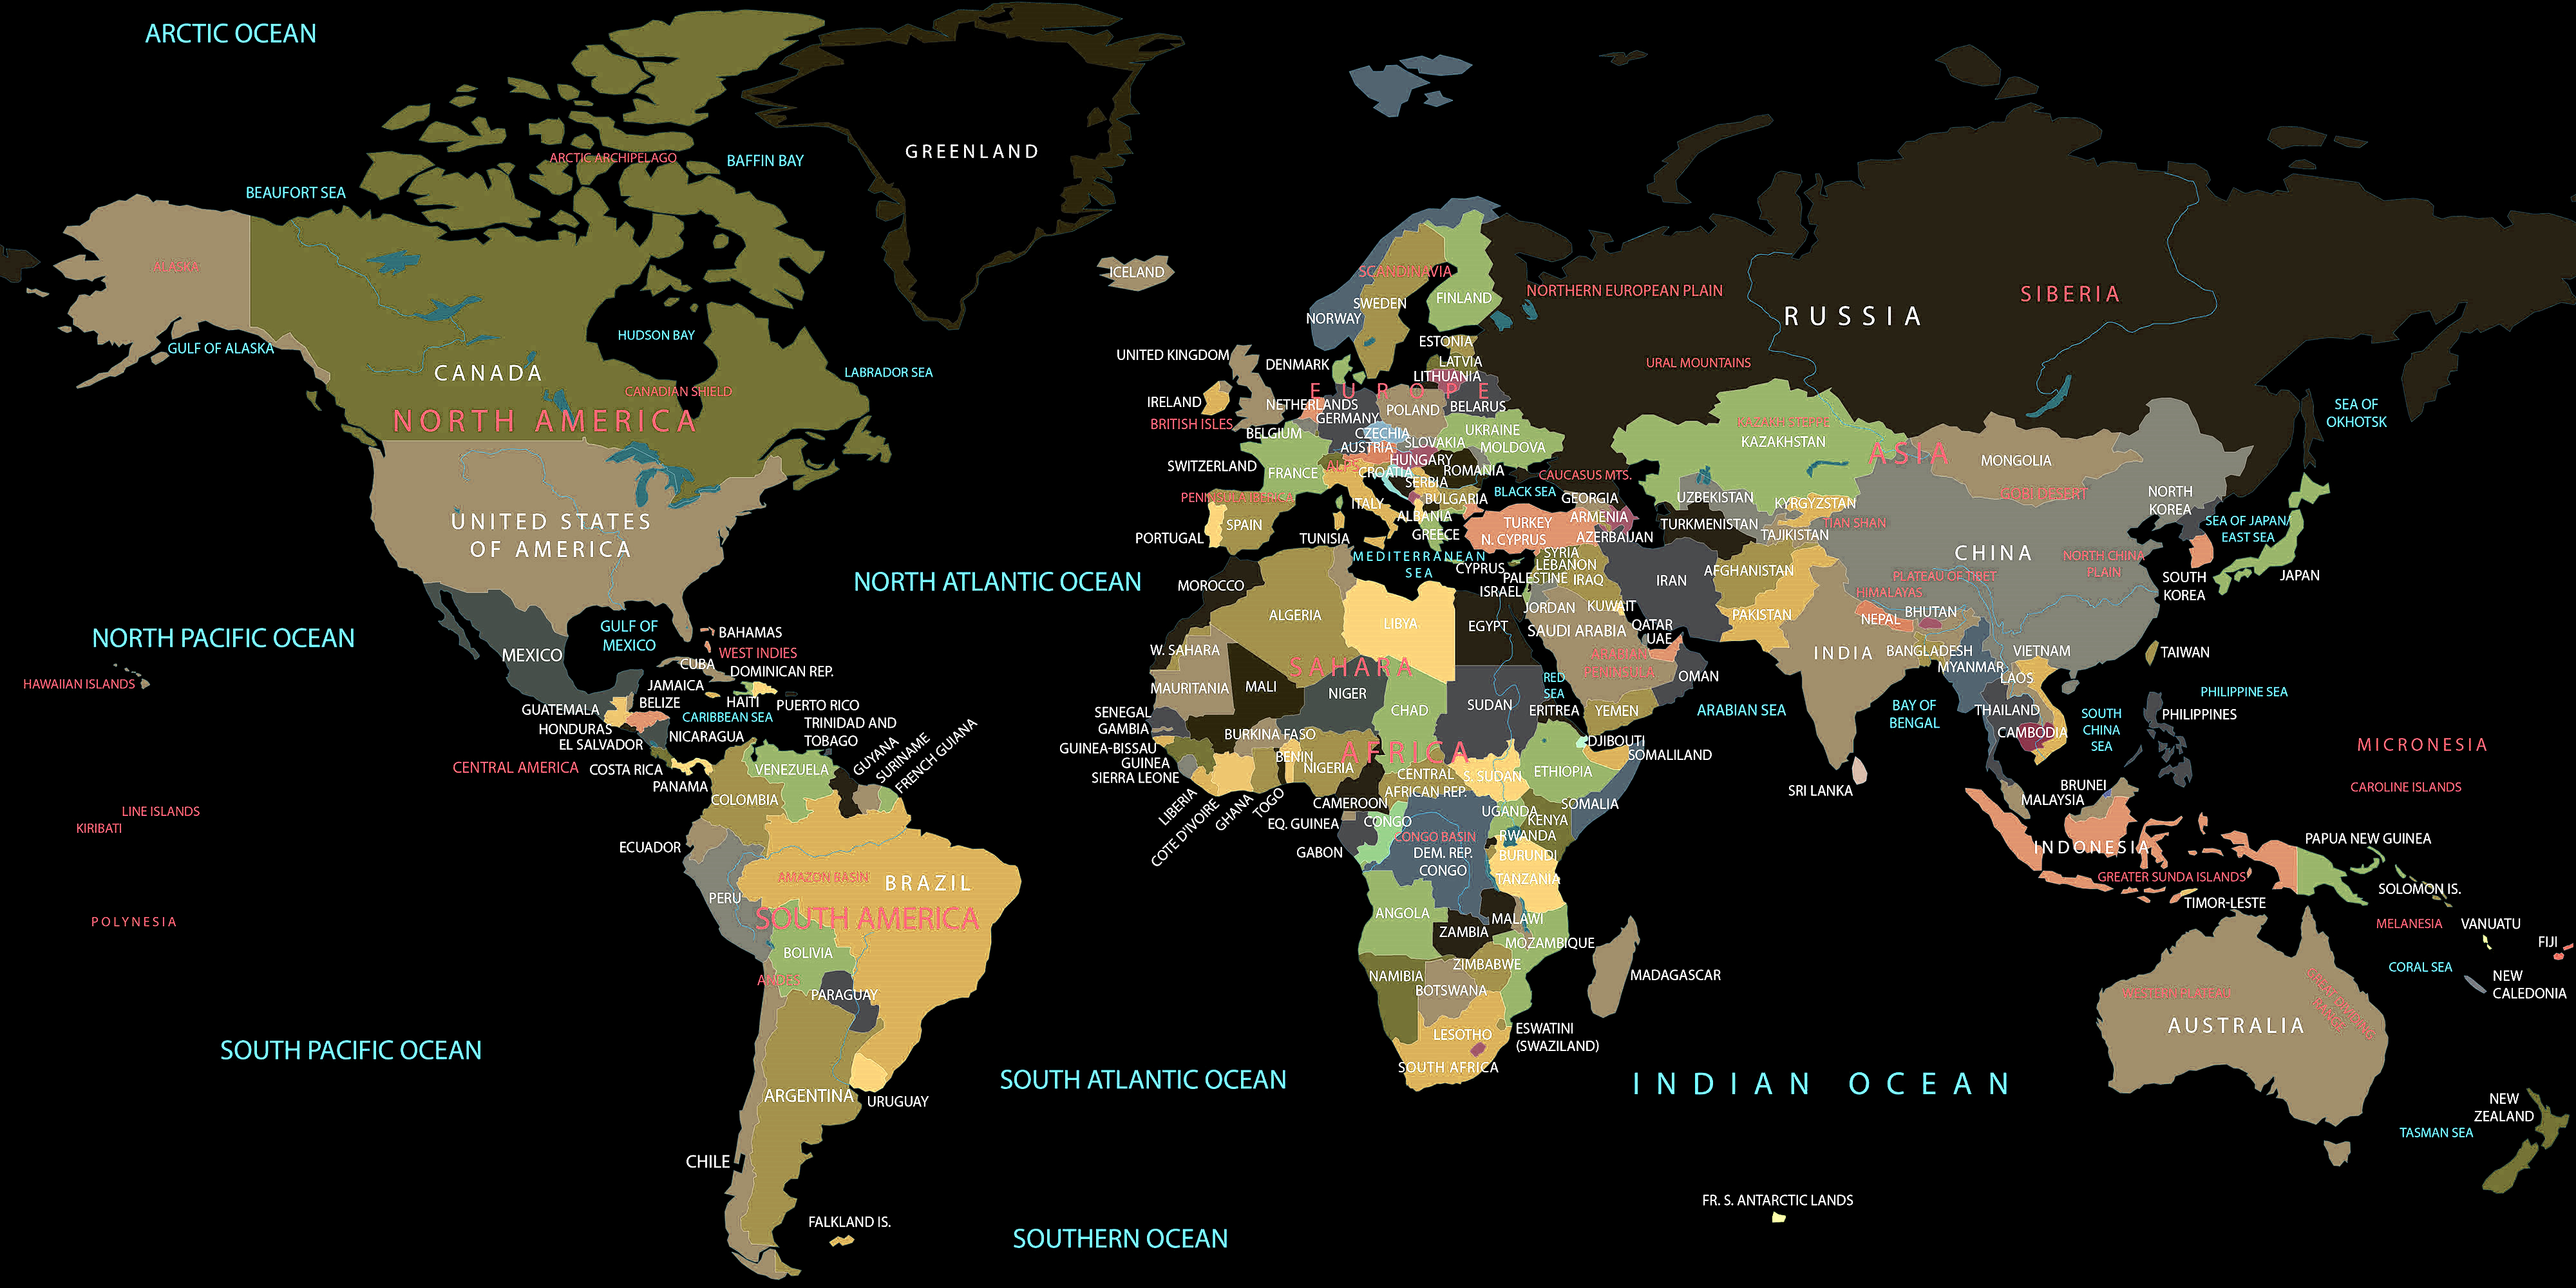 ARCTIC OCEAN
BEAUFORT SEA
ARCTIC ARCHIPELAGO
BAFFIN BAY
GREENLAND
ALASKA
GULF OF ALASKA
HUDSON BAY
LABRADOR SEA
CANADA
CANADIAN SHIELD
NORTH AMERICA
UNITED STATES
OF AMERICA
NORTH ATLANTIC OCEAN
NORTH PACIFIC OCEAN
HAWAIIAN ISLANDS
GULF OF
MEXICO
MEXICO
BAHAMAS
WEST INDIES
CUBA
DOMINICAN REP.
JAMAICA
HAITI
PUERTO RICO
BELIZE
GUATEMALA
CARIBBEAN SEA
HONDURAS
EL SALVADOR
NICARAGUA
TRINIDAD AND
TOBAGO
CENTRAL AMERICA
COSTA RICA
PANAMA
VENEZUELA
GUYANA
SURINAME
FRENCH GUIANA
COLOMBIA
LINE ISLANDS
KIRIBATI
ECUADOR
POLYNESIA
PERU
AMAZON BASIN
BRAZIL
SOUTH AMERICA
BOLIVIA
ANDES
PARAGUAY
SOUTH PACIFIC OCEAN
ARGENTINA
URUGUAY
CHILE
FALKLAND IS.
SOUTH ATLANTIC OCEAN
SOUTHERN OCEAN
ICELAND
SCANDINAVIA
SWEDEN
FINLAND
NORWAY
NORTHERN EUROPEAN PLAIN
RUSSIA
SIBERIA
ESTONIA
LATVIA
LITHUANIA
UNITED KINGDOM
DENMARK
EUROPE
IRELAND
NETHERLANDS
GERMANY
POLAND
BELARUS
BRITISH ISLES
BELGIUM
CZECHIA
SLOVAKIA
UKRAINE
MOLDOVA
AUSTRIA
HUNGARY
SWITZERLAND
FRANCE
ALPS
CROATIA
ROMANIA
SERBIA
PENINSULA IBERICA
ITALY
BULGARIA
BLACK SEA
CAUCASUS MTS.
GEORGIA
ALBANIA
ARMENIA
SPAIN
PORTUGAL
TUNISIA
GREECE
TURKEY
N. CYPRUS
AZERBAIJAN
MEDITERRANEAN
SEA
SYRIA
LEBANON
CYPRUS
PALESTINE
IRAQ
ISRAEL
IRAN
JORDAN
KUWAIT
MOROCCO
ALGERIA
LIBYA
EGYPT
SAUDI ARABIA
QATAR
UAE
W. SAHARA
SAHARA
ARABIAN
PENINSULA
OMAN
RED
SEA
MAURITANIA
MALI
NIGER
CHAD
SUDAN
ERITREA
YEMEN
ARABIAN SEA
SENEGAL
GAMBIA
GUINEA-BISSAU
GUINEA
SIERRA LEONE
BURKINA FASO
BENIN
NIGERIA
AFRICA
DJIBOUTI
SOMALILAND
LIBERIA
COTE D'IVOIRE
GHANA
TOGO
CENTRAL
AFRICAN REP.
S. SUDAN
ETHIOPIA
CAMEROON
SOMALIA
EQ. GUINEA
CONGO
UGANDA
KENYA
CONGO BASIN
RWANDA
GABON
DEM. REP.
CONGO
BURUNDI
TANZANIA
ANGOLA
MALAWI
ZAMBIA
MOZAMBIQUE
ZIMBABWE
NAMIBIA
BOTSWANA
MADAGASCAR
LESOTHO
ESWATINI
(SWAZILAND)
SOUTH AFRICA
INDIAN OCEAN
FR. S. ANTARCTIC LANDS
URAL MOUNTAINS
KAZAKH STEPPE
KAZAKHSTAN
ASIA
MONGOLIA
GOBI DESERT
SEA OF
OKHOTSK
UZBEKISTAN
KYRGYZSTAN
TURKMENISTAN
TIAN SHAN
TAJIKISTAN
NORTH
KOREA
SEA OF JAPAN/
EAST SEA
CHINA
NORTH CHINA
PLAIN
AFGHANISTAN
PLATEAU OF TIBET
HIMALAYAS
SOUTH
KOREA
JAPAN
PAKISTAN
NEPAL
BHUTAN
INDIA
BANGLADESH
MYANMAR
VIETNAM
LAOS
TAIWAN
PHILIPPINE SEA
BAY OF
BENGAL
THAILAND
CAMBODIA
SOUTH
CHINA
SEA
PHILIPPINES
SRI LANKA
BRUNEI
MALAYSIA
MICRONESIA
CAROLINE ISLANDS
INDONESIA
PAPUA NEW GUINEA
GREATER SUNDA ISLANDS
TIMOR-LESTE
SOLOMON IS.
MELANESIA
VANUATU
FIJI
CORAL SEA
NEW
CALEDONIA
WESTERN PLATEAU
GREAT DIVIDING
RANGE
AUSTRALIA
NEW
ZEALAND
TASMAN SEA